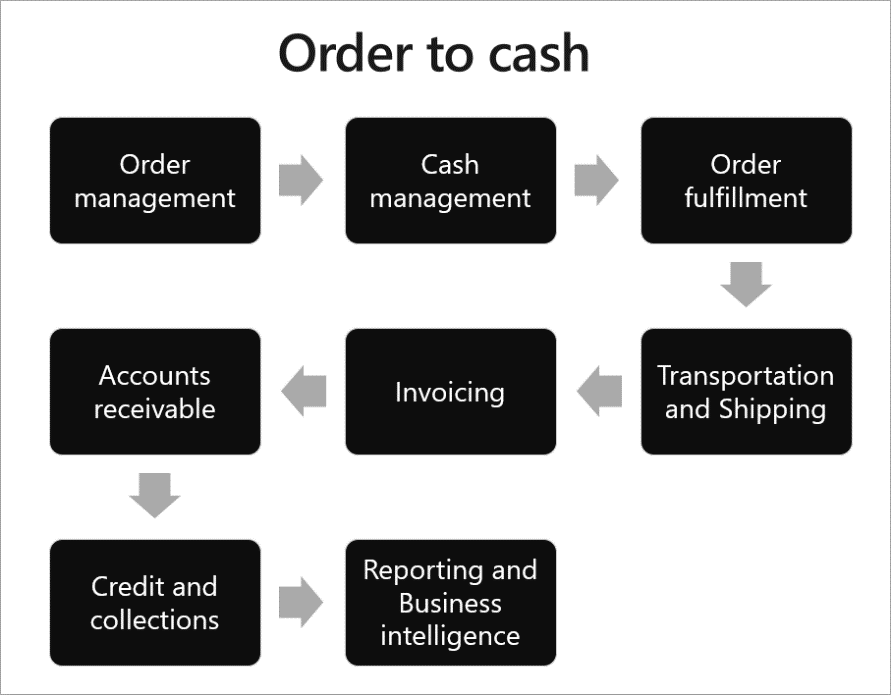 Order to cash
Order
management
Cash
management
Order
fulfillment
Transportation
and Shipping
Invoicing
Accounts
receivable
Credit and
collections
Reporting and
Business
intelligence